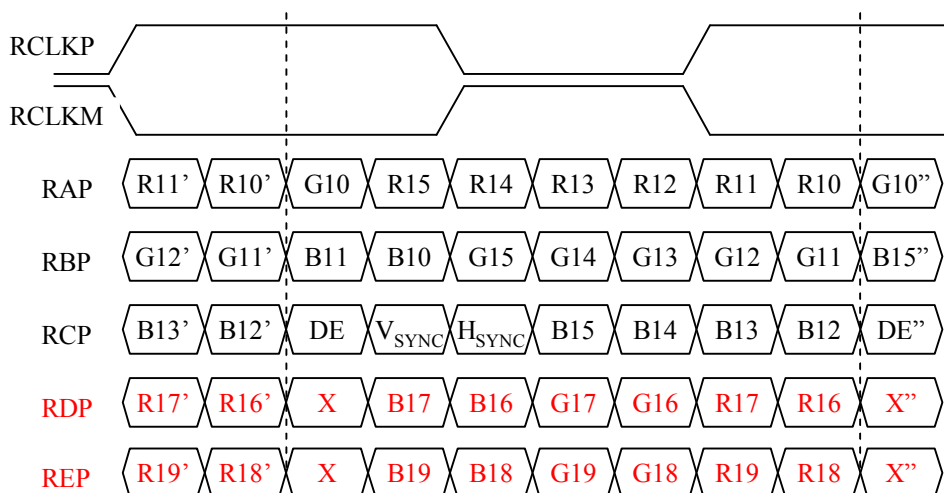 RCLKP
RCLKM
RAP R11’ R10’ G10 R15 R14 R13 R12 R11 R10 G10”
RBP G12’ G11’ B11 B10 G15 G14 G13 G12 G11 B15”
RCP B13’ B12’ DE VSYNC HSYNC B15 B14 B13 B12 DE”
RDP R17’ R16’ X B17 B16 G17 G16 R17 R16 X”
REP R19’ R18’ X B19 B18 G19 G18 R19 R18 X”